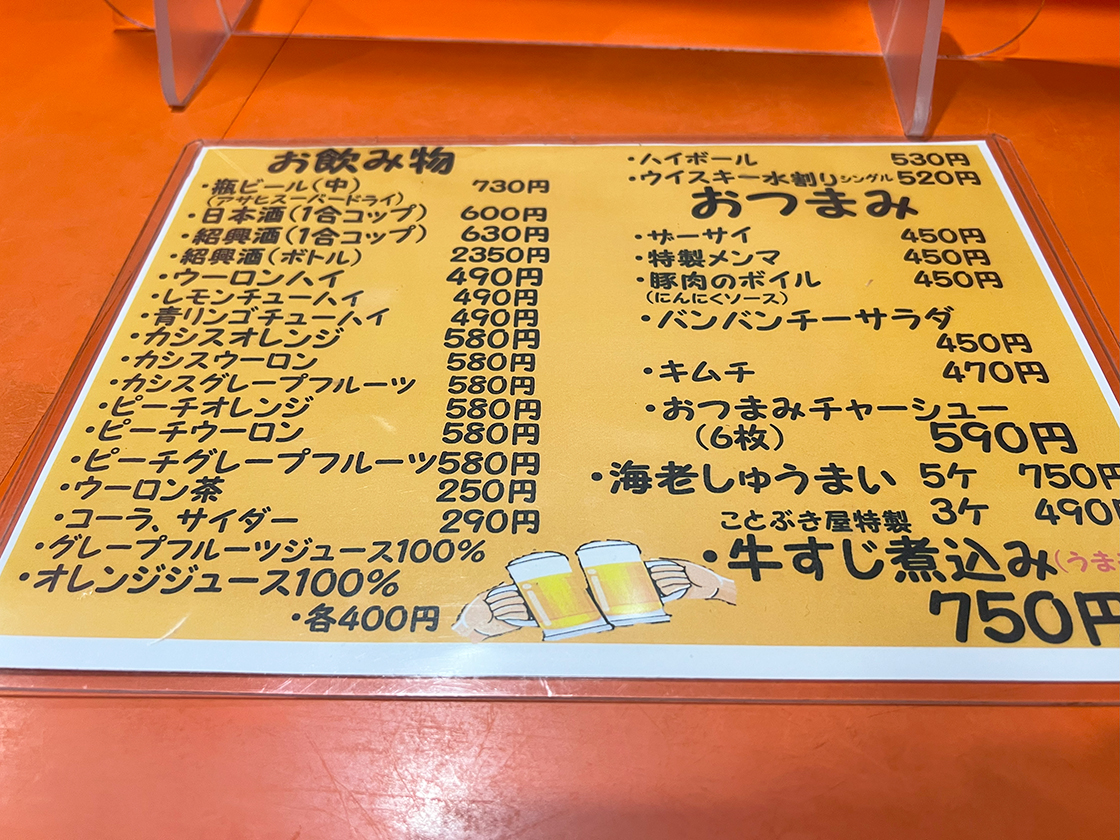 お飲み物
・瓶ビール(中) 730円
(アサヒスーパードライ)
・日本酒(1合コップ) 600円
・紹興酒(1合コップ) 630円
・紹興酒(ボトル) 2350円
・ウーロンハイ 490円
・レモンチューハイ 490円
・青リンゴチューハイ 490円
・カシスオレンジ 580円
・カシスウーロン 580円
・カシスグレープフルーツ 580円
・ピーチオレンジ 580円
・ピーチウーロン 580円
・ピーチグレープフルーツ580円
・ウーロン茶 250円
・コーラ、サイダー 290円
・グレープフルーツジュース100%
・オレンジジュース100%
・各400円
・ハイボール 530円
・ウイスキー水割りシングル 520円
おつまみ
・ザーサイ 450円
・特製メンマ 450円
・豚肉のボイル 450円
(にんにくソース)
・バンバンチーサラダ
450円
・キムチ 470円
・おつまみチャーシュー
(6枚) 590円
・海老しゅうまい 5ケ 750円
3ケ 490円
ことぶき屋特製
・牛すじ煮込み(うま
750円